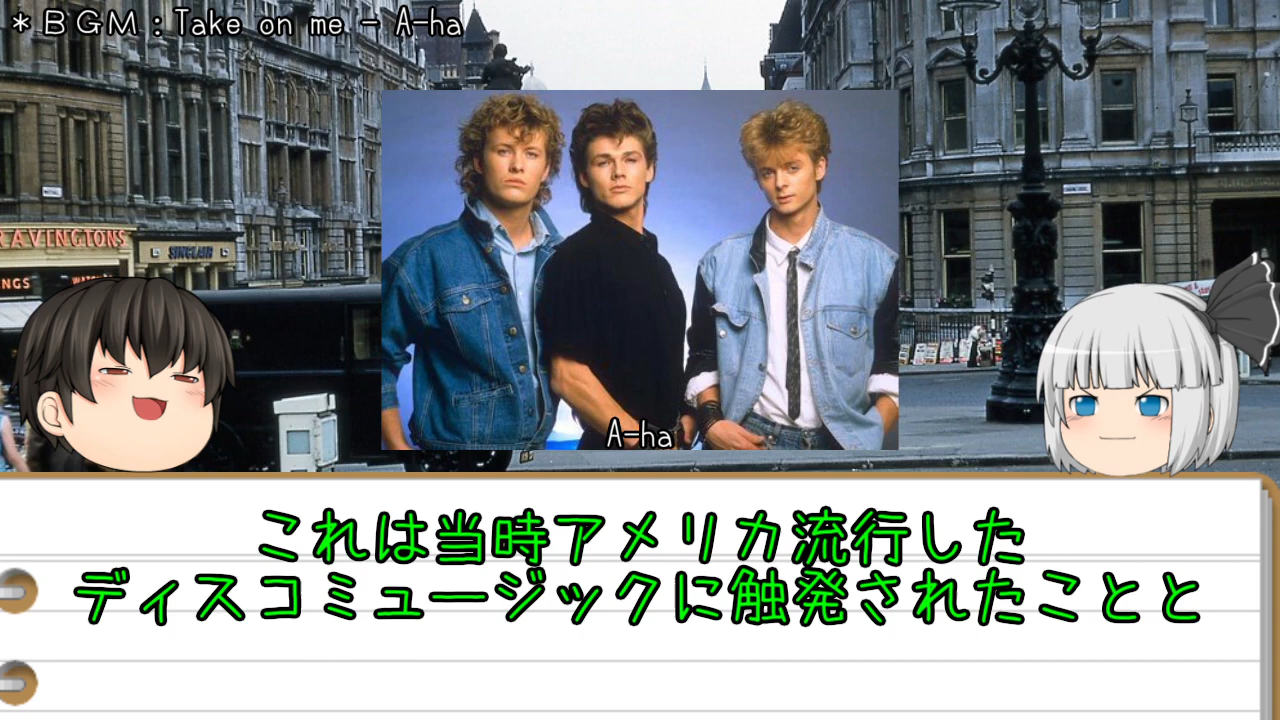 *BGM:Take on me - A-ha
RAVINGTONS
SINCLAIR
NGS
A-ha
これは当時アメリカ流行した
ディスコミュージックに触発されたことと